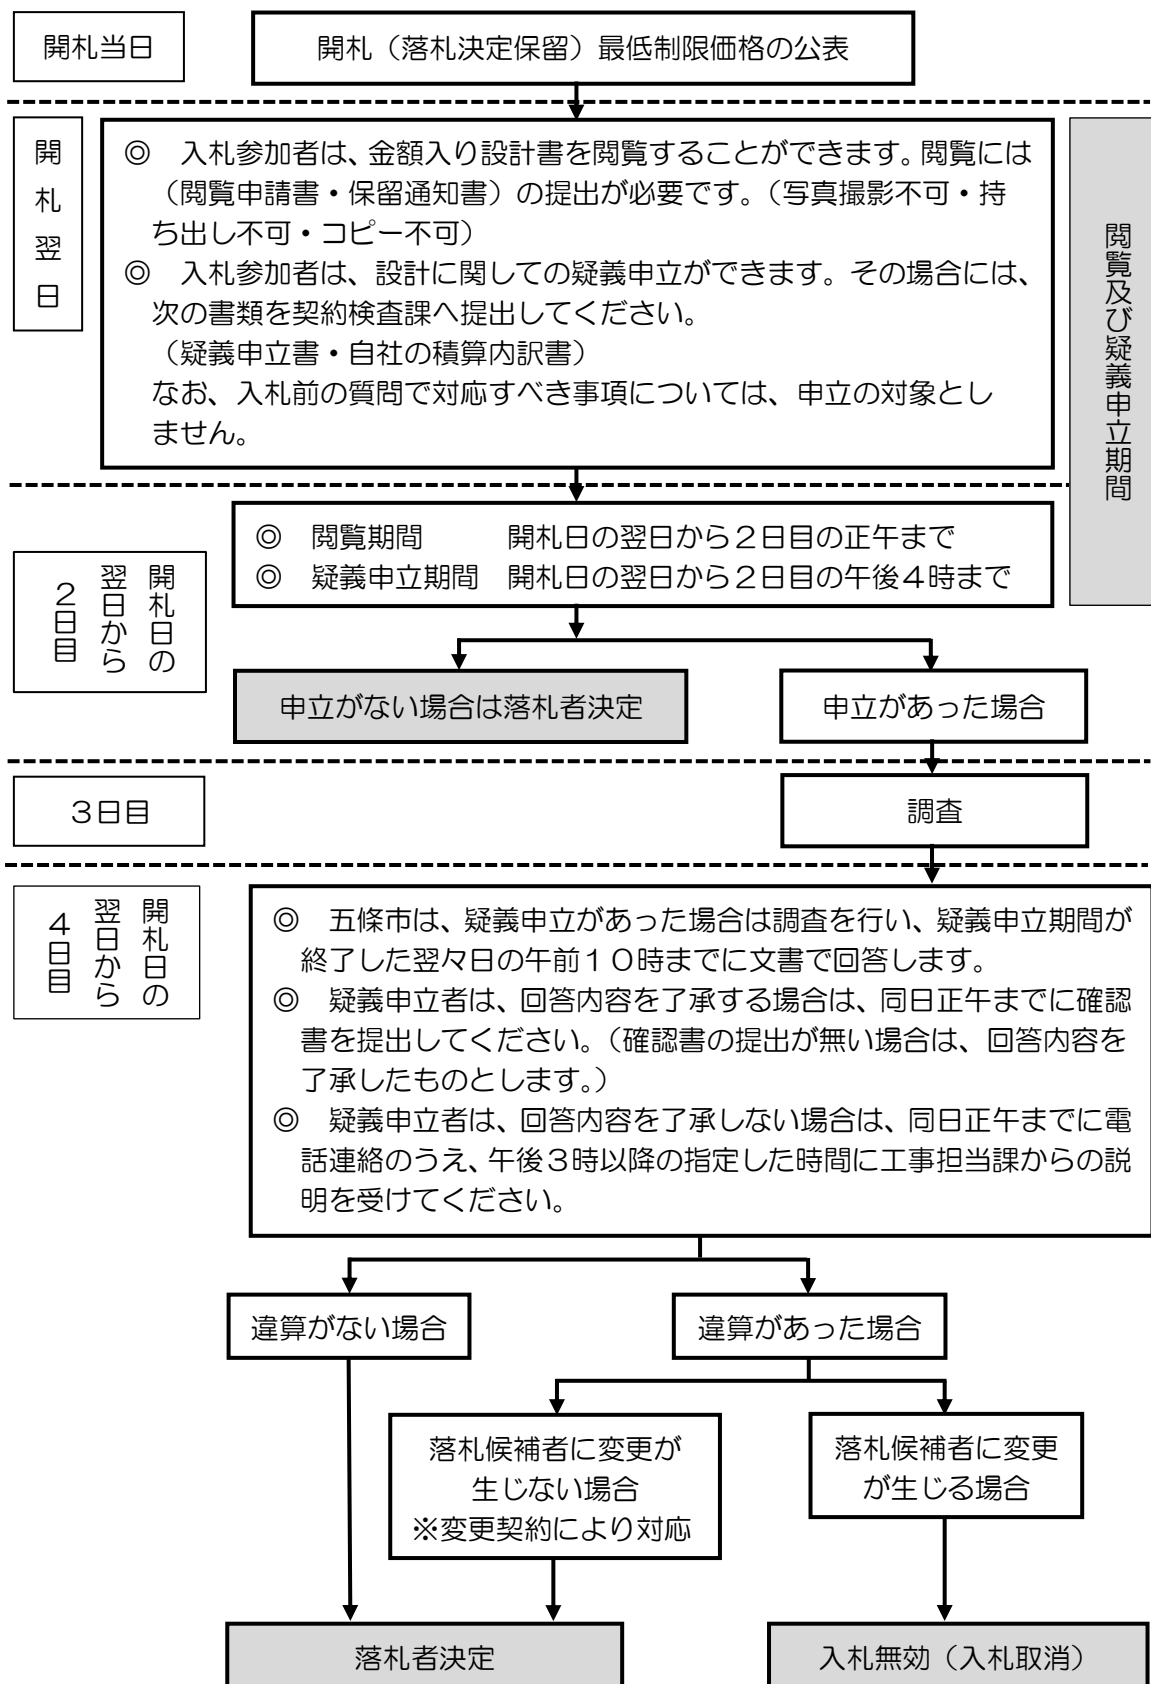 開札当日
開札（落札決定保留）最低制限価格の公表
開札翌日
◎　入札参加者は、金額入り設計書を閲覧することができます。閲覧には
（閲覧申請書・保留通知書）の提出が必要です。（写真撮影不可・持
ち出し不可・コピー不可）
◎　入札参加者は、設計に関しての疑義申立ができます。その場合には、
次の書類を契約検査課へ提出してください。
（疑義申立書・自社の積算内訳書）
なお、入札前の質問で対応すべき事項については、申立の対象とし
ません。
閲覧及び疑義申立期間
開札日の
翌日から
２日目
◎　閲覧期間　　　開札日の翌日から２日目の正午まで
◎　疑義申立期間　開札日の翌日から２日目の午後４時まで
申立がない場合は落札者決定
申立があった場合
３日目
調査
開札日の
翌日から
４日目
◎　五條市は、疑義申立があった場合は調査を行い、疑義申立期間が
終了した翌々日の午前１０時までに文書で回答します。
◎　疑義申立者は、回答内容を了承する場合は、同日正午までに確認
書を提出してください。（確認書の提出が無い場合は、回答内容を
了承したものとします。）
◎　疑義申立者は、回答内容を了承しない場合は、同日正午までに電
話連絡のうえ、午後３時以降の指定した時間に工事担当課からの説
明を受けてください。
違算がない場合
違算があった場合
落札候補者に変更が
生じない場合
※変更契約により対応
落札候補者に変更
が生じる場合
落札者決定
入札無効（入札取消）